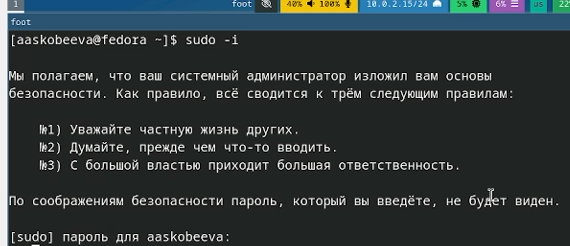 1 foot 40% 100% 10.0.2.15/24 5% 6% us 22°
foot
[aaskobeeva@fedora ~]$ sudo -i
Мы полагаем, что ваш системный администратор изложил вам основы
безопасности. Как правило, всё сводится к трём следующим правилам:
№1) Уважайте частную жизнь других.
№2) Думайте, прежде чем что-то вводить.
№3) С большой властью приходит большая ответственность.
По соображениям безопасности пароль, который вы введёте, не будет виден.
[sudo] пароль для aaskobeeva: